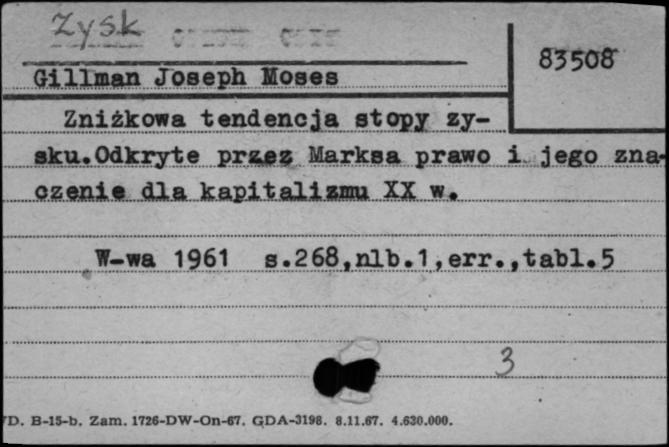 Zysk
83508
Gillman Joseph Moses
Zniżkowa tendencja stopy zy-
sku.Odkryte przez Marksa prawo i jego zna-
czenie dla kapitalizmu XX w.
W-wa 1961 s.268,nlb.1,err.,tabl.5
3
D. B-15-b. Zam. 1726-DW-On-67. GDA-3198. 8.11.67. 4.630.000.